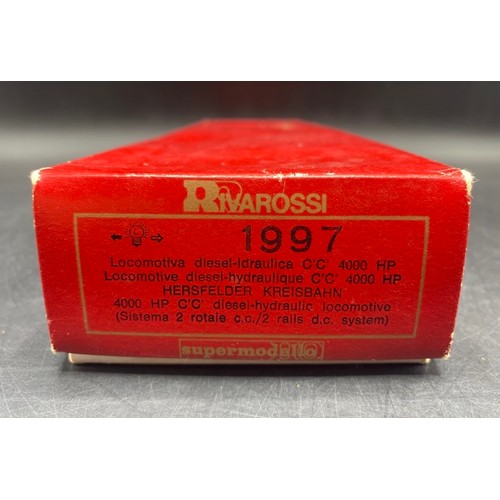 RIVAROSSI
1997
Locomotiva diesel-idraulica C'C' 4000 HP
Locomotive diesel-hydraulique C'C' 4000 HP
HERSFELDER KREISBAHN
4000 HP C'C' diesel-hydraulic locomotive
(Sistema 2 rotaie c.c./2 rails d.c. system)
supermodello